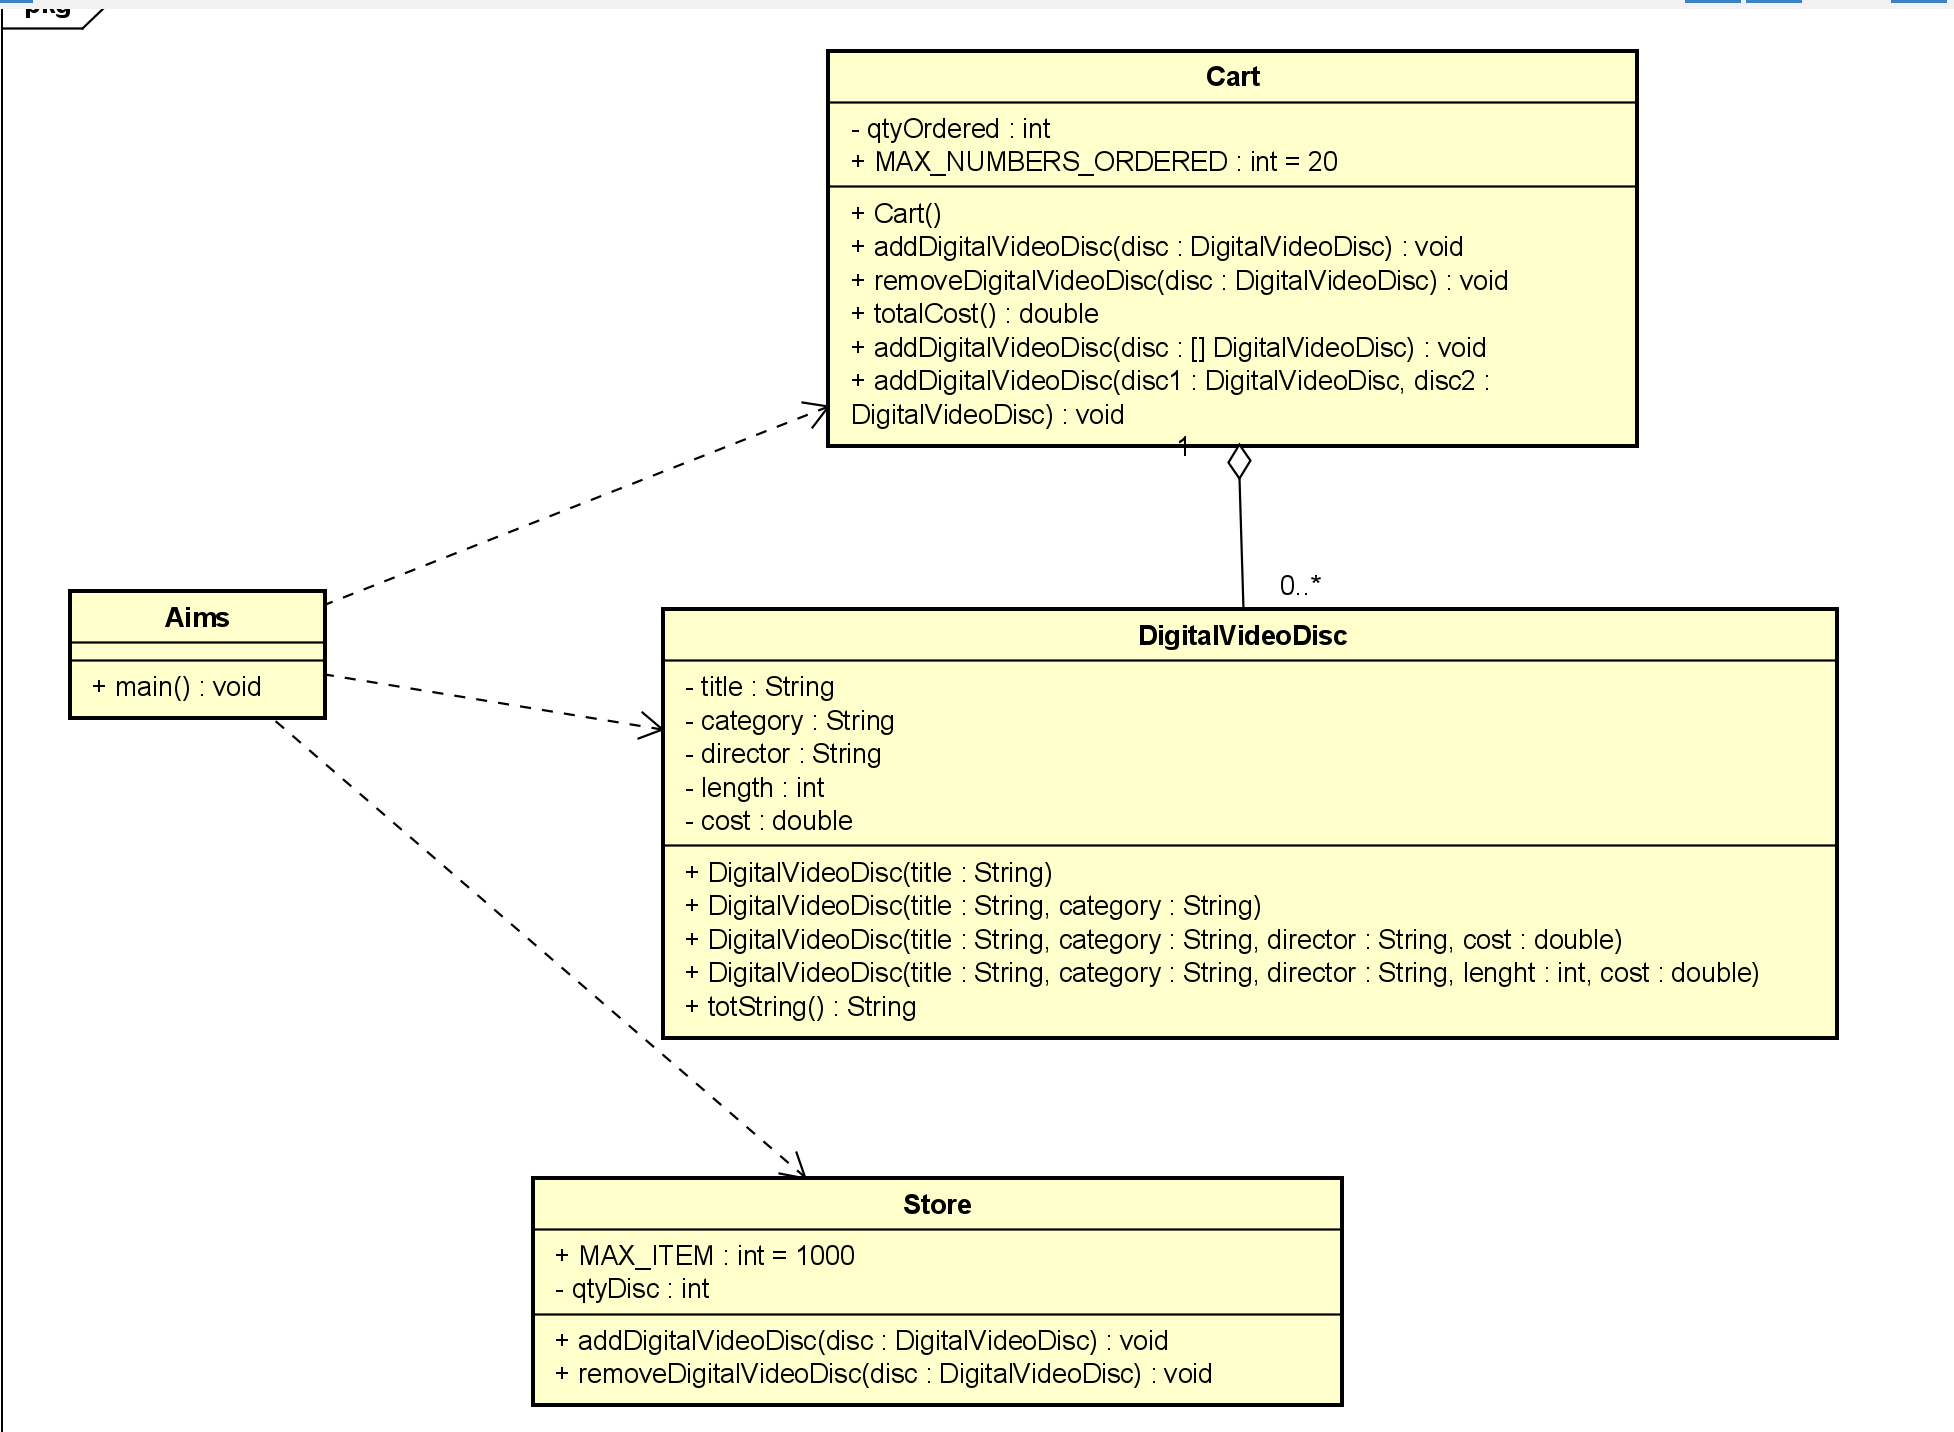 pkg
Cart
- qtyOrdered : int
+ MAX_NUMBERS_ORDERED : int = 20
+ Cart()
+ addDigitalVideoDisc(disc : DigitalVideoDisc) : void
+ removeDigitalVideoDisc(disc : DigitalVideoDisc) : void
+ totalCost() : double
+ addDigitalVideoDisc(disc : [] DigitalVideoDisc) : void
+ addDigitalVideoDisc(disc1 : DigitalVideoDisc, disc2 :
DigitalVideoDisc) : void
1
0..*
Aims
+ main() : void
DigitalVideoDisc
- title : String
- category : String
- director : String
- length : int
- cost : double
+ DigitalVideoDisc(title : String)
+ DigitalVideoDisc(title : String, category : String)
+ DigitalVideoDisc(title : String, category : String, director : String, cost : double)
+ DigitalVideoDisc(title : String, category : String, director : String, lenght : int, cost : double)
+ totString() : String
Store
+ MAX_ITEM : int = 1000
- qtyDisc : int
+ addDigitalVideoDisc(disc : DigitalVideoDisc) : void
+ removeDigitalVideoDisc(disc : DigitalVideoDisc) : void